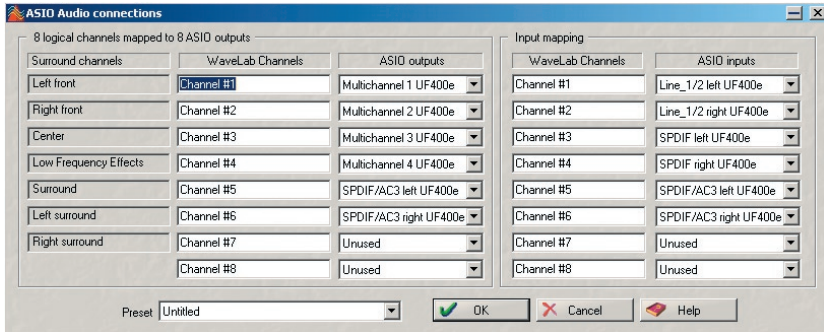 ASIO Audio connections
8 logical channels mapped to 8 ASIO outputs
Surround channels WaveLab Channels ASIO outputs
Left front Channel #1 Multichannel 1 UF400e
Right front Channel #2 Multichannel 2 UF400e
Center Channel #3 Multichannel 3 UF400e
Low Frequency Effects Channel #4 Multichannel 4 UF400e
Surround Channel #5 SPDIF/AC3 left UF400e
Left surround Channel #6 SPDIF/AC3 right UF400e
Right surround Channel #7 Unused
Channel #8 Unused
Input mapping
WaveLab Channels ASIO inputs
Channel #1 Line_1/2 left UF400e
Channel #2 Line_1/2 right UF400e
Channel #3 SPDIF left UF400e
Channel #4 SPDIF right UF400e
Channel #5 SPDIF/AC3 left UF400e
Channel #6 SPDIF/AC3 right UF400e
Channel #7 Unused
Channel #8 Unused
Preset Untitled OK Cancel Help